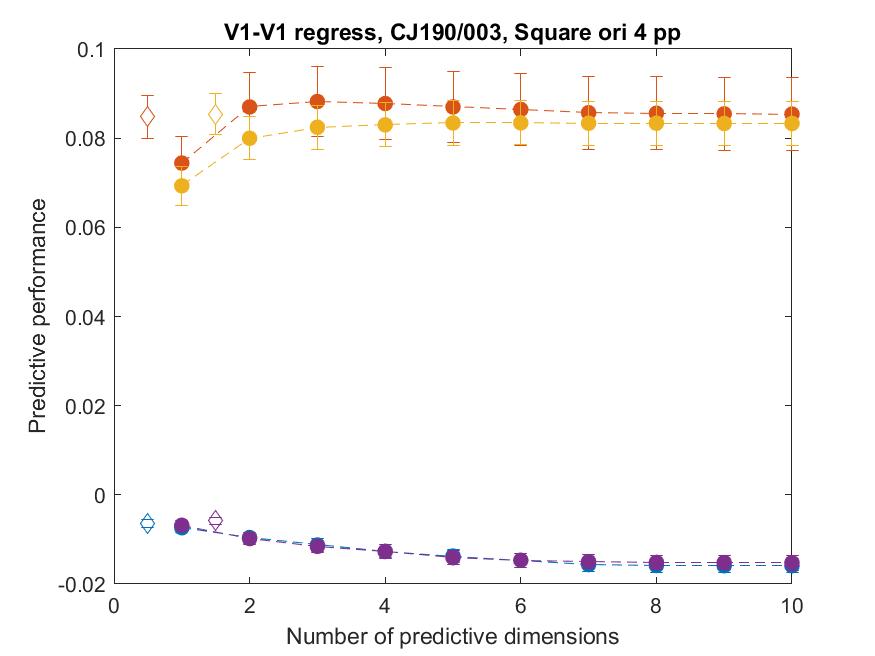 V1-V1 regress, CJ190/003, Square ori 4 pp
0.1
0.08
0.06
0.04
0.02
0
-0.02
Predictive performance
0 2 4 6 8 10
Number of predictive dimensions